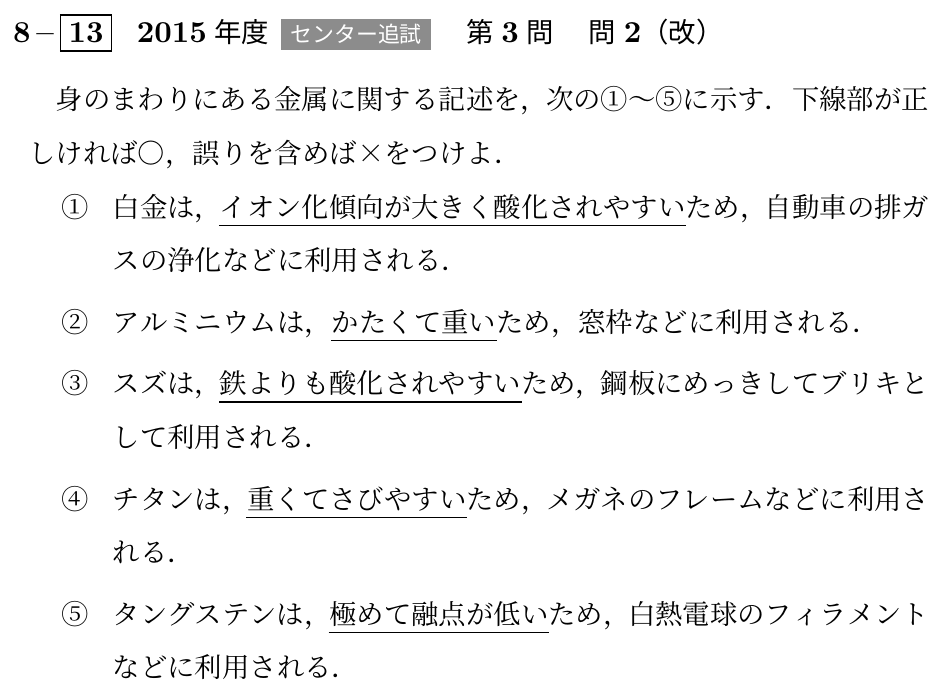 8－13 2015年度 センター追試 第3問 問2（改）
身のまわりにある金属に関する記述を，次の①～⑤に示す．下線部が正
しければ○，誤りを含めば×をつけよ．
① 白金は，イオン化傾向が大きく酸化されやすいため，自動車の排ガ
スの浄化などに利用される．
② アルミニウムは，かたくて重いため，窓枠などに利用される．
③ スズは，鉄よりも酸化されやすいため，鋼板にめっきしてブリキと
して利用される．
④ チタンは，重くてさびやすいため，メガネのフレームなどに利用さ
れる．
⑤ タングステンは，極めて融点が低いため，白熱電球のフィラメント
などに利用される．